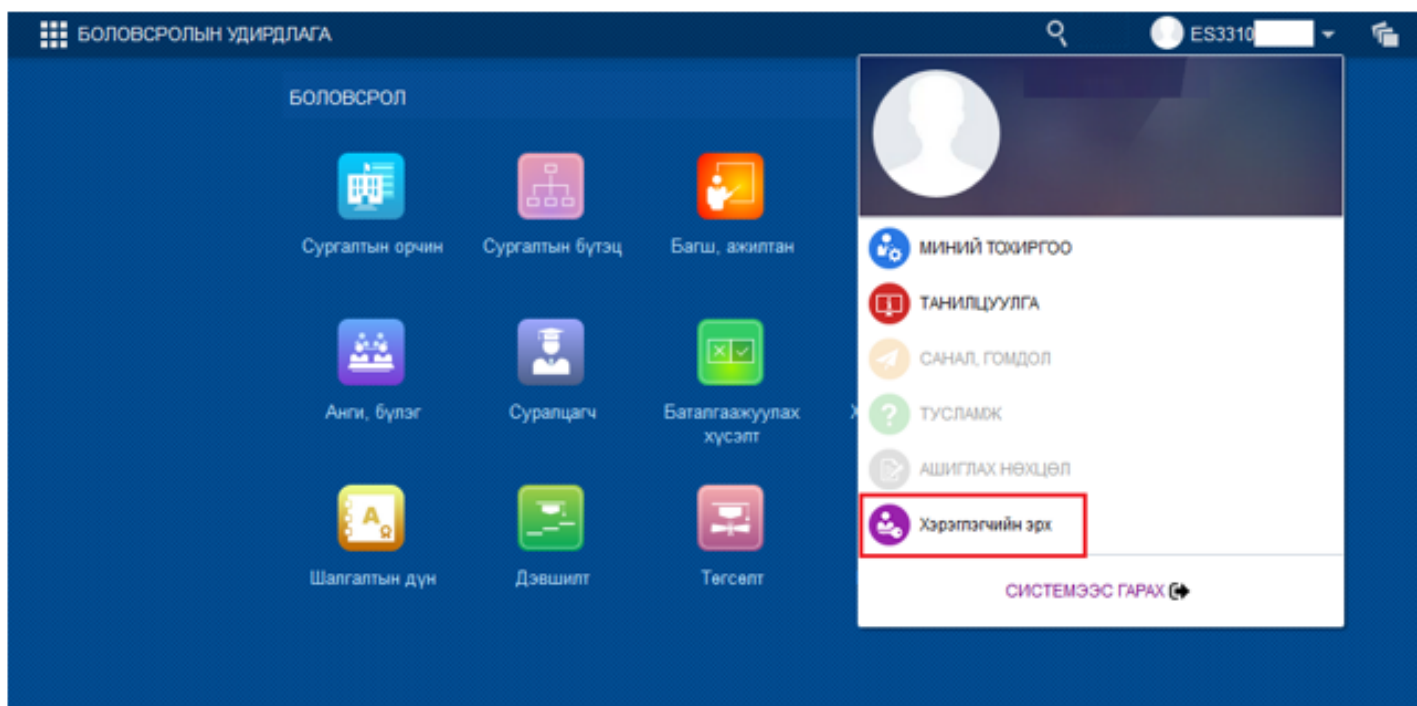 БОЛОВСРОЛЫН УДИРДЛАГА
ES3310
БОЛОВСРОЛ
Сургалтын орчин
Сургалтын бүтэц
Багш, ажилтан
Анги, бүлэг
Суралцагч
Баталгаажуулах
хүсэлт
Х
Шалгалтын дүн
Дэвшилт
Төгсөлт
МИНИЙ ТОХИРГОО
ТАНИЛЦУУЛГА
САНАЛ, ГОМДОЛ
ТУСЛАМЖ
АШИГЛАХ НӨХЦӨЛ
Хэрэглэгчийн эрх
СИСТЕМЭЭС ГАРАХ